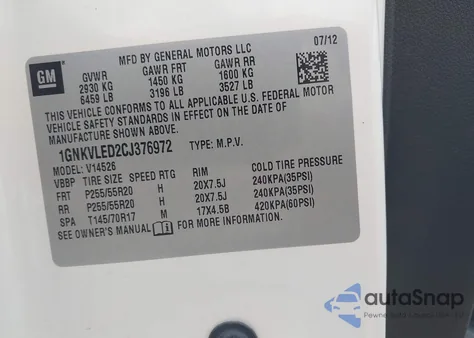 MFD BY GENERAL MOTORS LLC 07/12
GM
GVWR GAWR FRT GAWR RR
2930 KG 1450 KG 1600 KG
6459 LB 3196 LB 3527 LB
THIS VEHICLE CONFORMS TO ALL APPLICABLE U.S. FEDERAL MOTOR
VEHICLE SAFETY STANDARDS IN EFFECT ON THE DATE OF
MANUFACTURE SHOWN ABOVE.
1GNKVLED2CJ376972 TYPE: M.P.V.
MODEL: V14526
VBBP TIRE SIZE SPEED RTG RIM COLD TIRE PRESSURE
FRT P255/55R20 H 20X7.5J 240KPA(35PSI)
RR P255/55R20 H 20X7.5J 240KPA(35PSI)
SPA T145/70R17 M 17X4.5B 420KPA(60PSI)
SEE OWNER'S MANUAL FOR MORE INFORMATION.
autoSnap